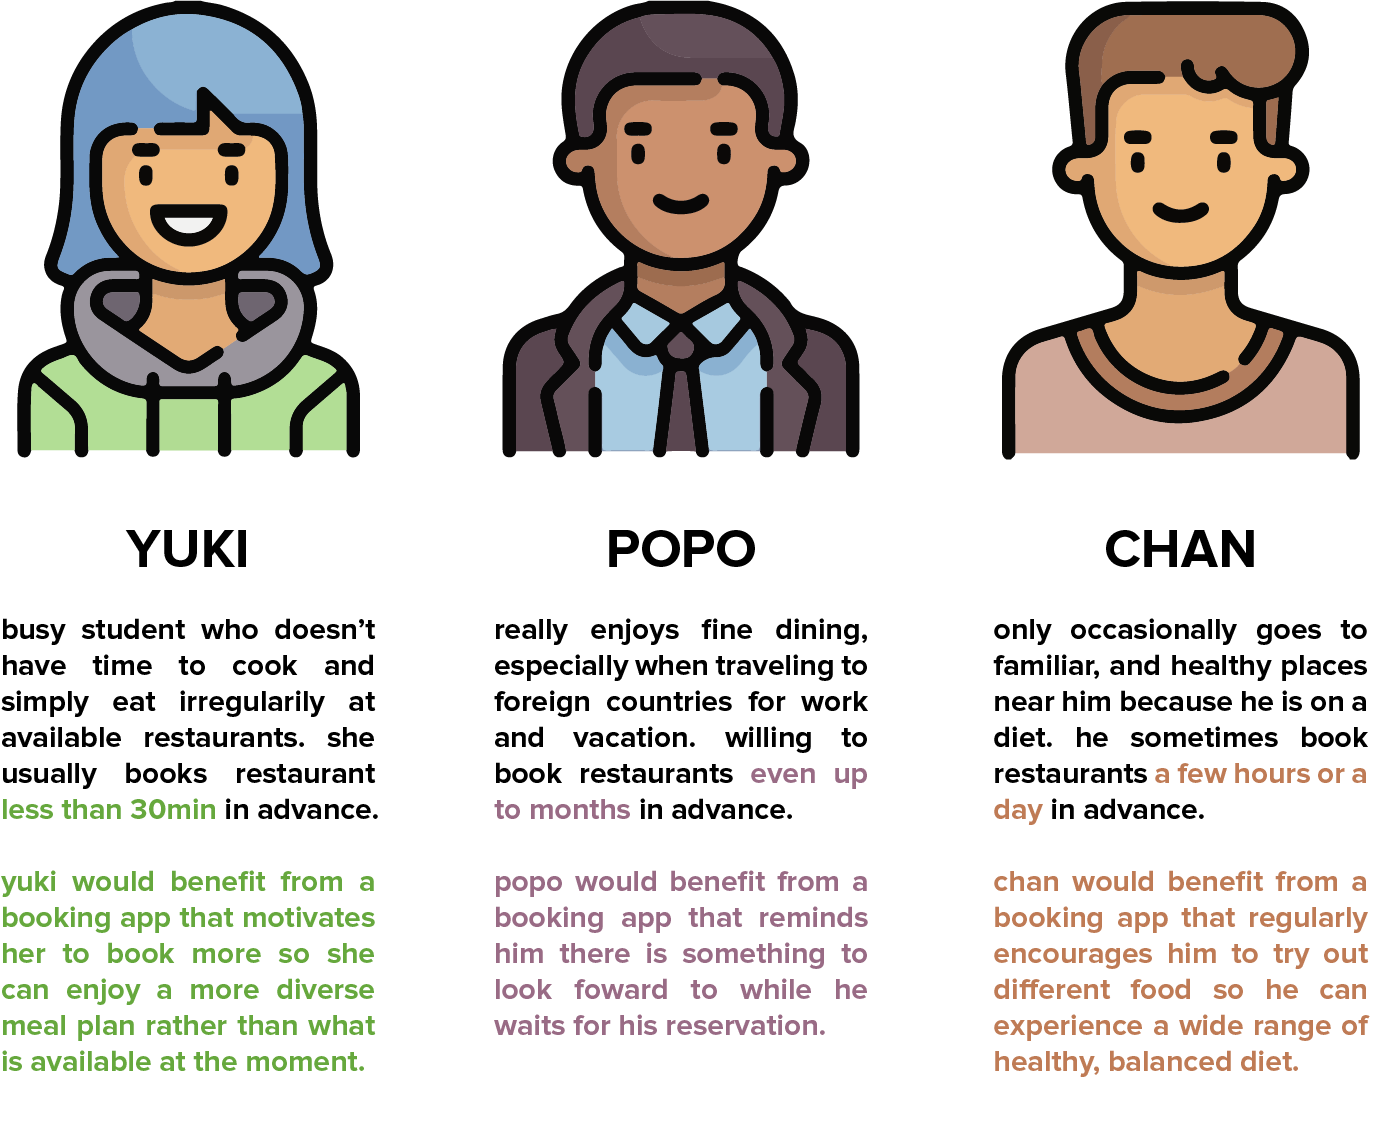 YUKI
busy student who doesn’t
have time to cook and
simply eat irregularily at
available restaurants. she
usually books restaurant
less than 30min in advance.
yuki would benefit from a
booking app that motivates
her to book more so she
can enjoy a more diverse
meal plan rather than what
is available at the moment.
POPO
really enjoys fine dining,
especially when traveling to
foreign countries for work
and vacation. willing to
book restaurants even up
to months in advance.
popo would benefit from a
booking app that reminds
him there is something to
look foward to while he
waits for his reservation.
CHAN
only occasionally goes to
familiar, and healthy places
near him because he is on a
diet. he sometimes book
restaurants a few hours or a
day in advance.
chan would benefit from a
booking app that regularly
encourages him to try out
different food so he can
experience a wide range of
healthy, balanced diet.